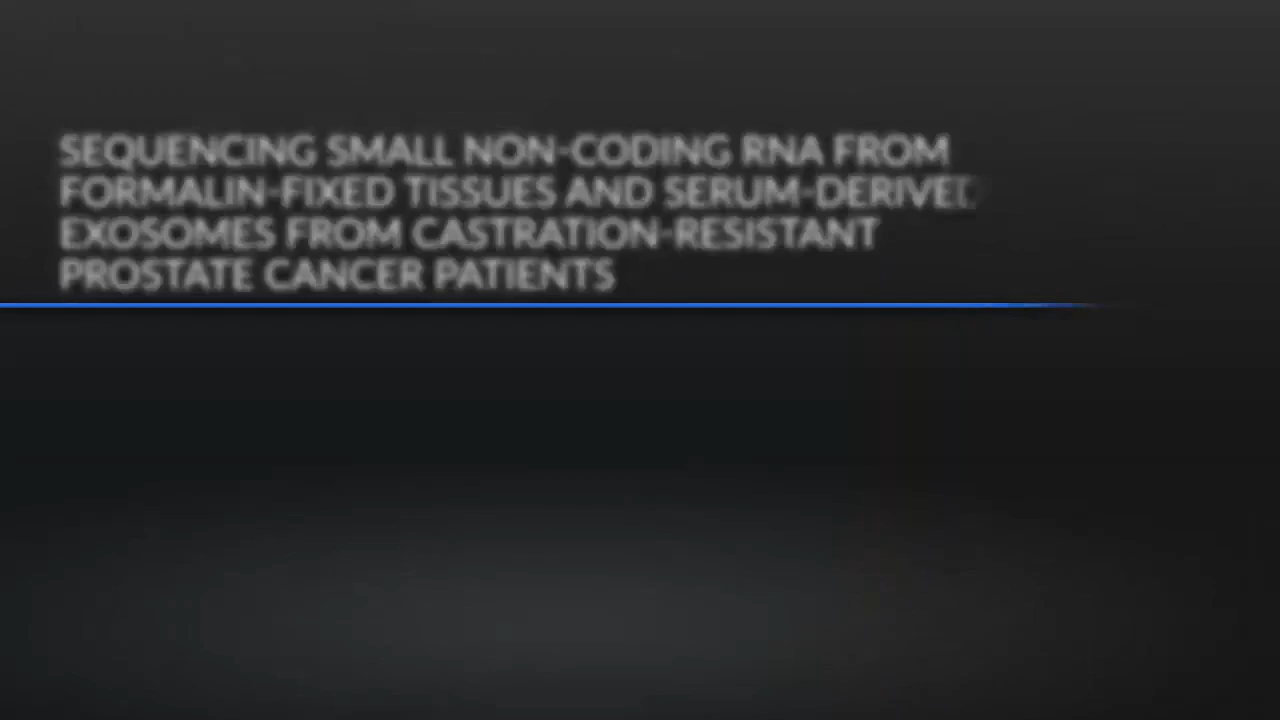 SEQUENCING SMALL NON-CODING RNA FROM
FORMALIN-FIXED TISSUES AND SERUM-DERIVED
EXOSOMES FROM CASTRATION-RESISTANT
PROSTATE CANCER PATIENTS